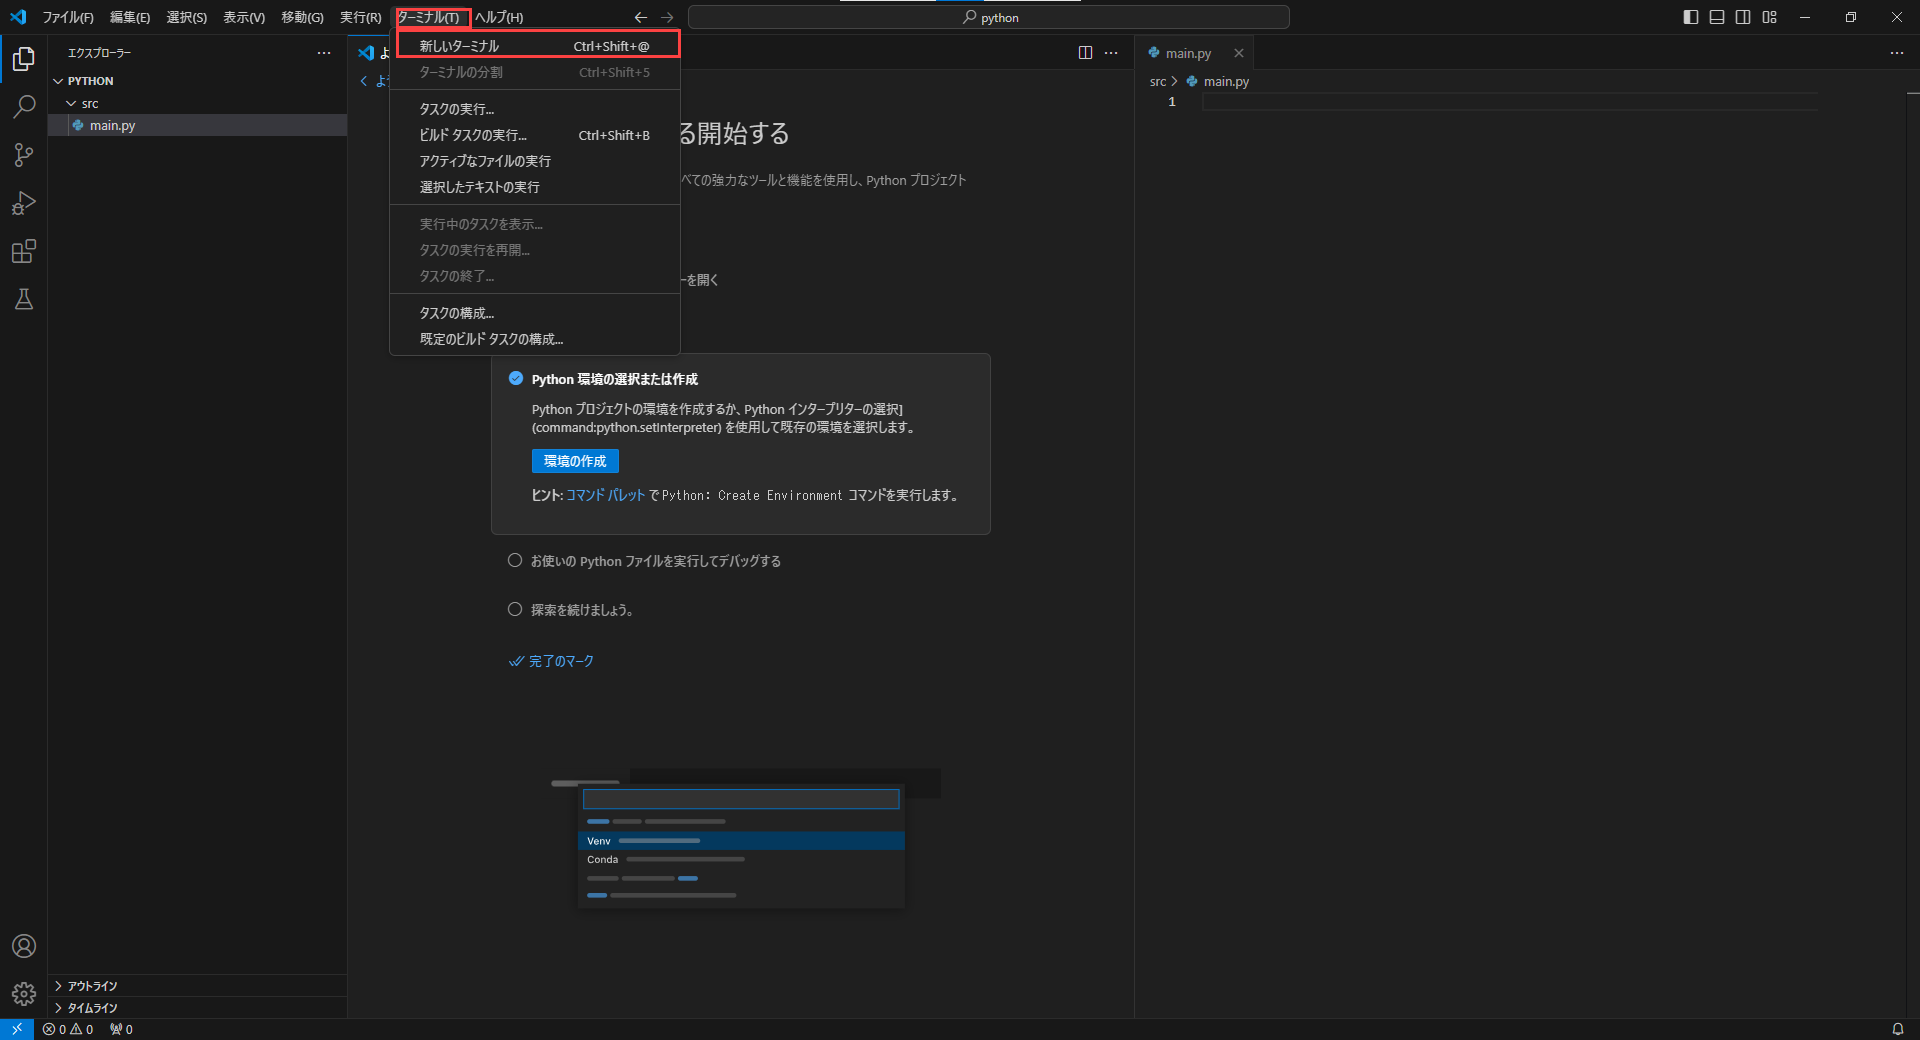 ファイル(F) 編集(E) 選択(S) 表示(V) 移動(G) 実行(R) ターミナル(T) ヘルプ(H) python
エクスプローラー
PYTHON
src
main.py
アウトライン
タイムライン
新しいターミナル Ctrl+Shift+@
ターミナルの分割 Ctrl+Shift+5
タスクの実行...
ビルド タスクの実行... Ctrl+Shift+B
アクティブなファイルの実行
選択したテキストの実行
実行中のタスクを表示...
タスクの実行を再開...
タスクの終了...
タスクの構成...
既定のビルド タスクの構成...
よ
よう
る開始する
べての強力なツールと機能を使用し、Python プロジェクト
ーを開く
Python 環境の選択または作成
Python プロジェクトの環境を作成するか、Python インタープリターの選択]
(command:python.setInterpreter) を使用して既存の環境を選択します。
環境の作成
ヒント: コマンド パレット で Python: Create Environment コマンドを実行します。
お使いの Python ファイルを実行してデバッグする
探索を続けましょう。
完了のマーク
Venv
Conda
main.py
src > main.py
1
0 0 0